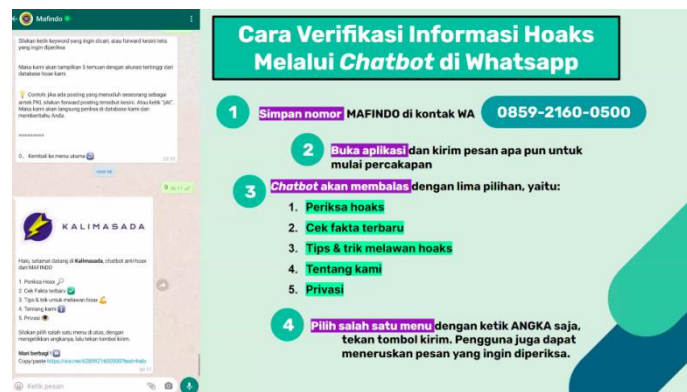 Mafindo
Silakan ketik keyword yang ingin dicari, atau forward kesini teks
yang ingin diperiksa
Maka kami akan tampilkan 5 temuan dengan akurasi tertinggi dari
database hoax kami
Contoh: jika ada posting yang menuduh seseorang sebagai
antek PKI, silakan forward posting tersebut kesini. Atau ketik "pki".
Maka kami akan langsung periksa di database kami dan
memberitahu Anda.
==========
0. Kembali ke menu utama
0
KALIMASADA
Halo, selamat datang di Kalimasada, chatbot anti-hoax
dari MAFINDO
1. Periksa Hoax
2. Cek Fakta terbaru
3. Tips & trik untuk melawan hoax
4. Tentang kami
5. Privasi
Silakan pilih salah satu menu di atas, dengan
mengetikkan angkanya, lalu tekan tombol kirim.
Mari berbagi!
Ketik pesan
Cara Verifikasi Informasi Hoaks
Melalui Chatbot di Whatsapp
1 Simpan nomor MAFINDO di kontak WA 0859-2160-0500
2 Buka aplikasi dan kirim pesan apa pun untuk
mulai percakapan
3 Chatbot akan membalas dengan lima pilihan, yaitu:
1. Periksa hoaks
2. Cek fakta terbaru
3. Tips & trik melawan hoaks
4. Tentang kami
5. Privasi
4 Pilih salah satu menu dengan ketik ANGKA saja,
tekan tombol kirim. Pengguna juga dapat
meneruskan pesan yang ingin diperiksa.